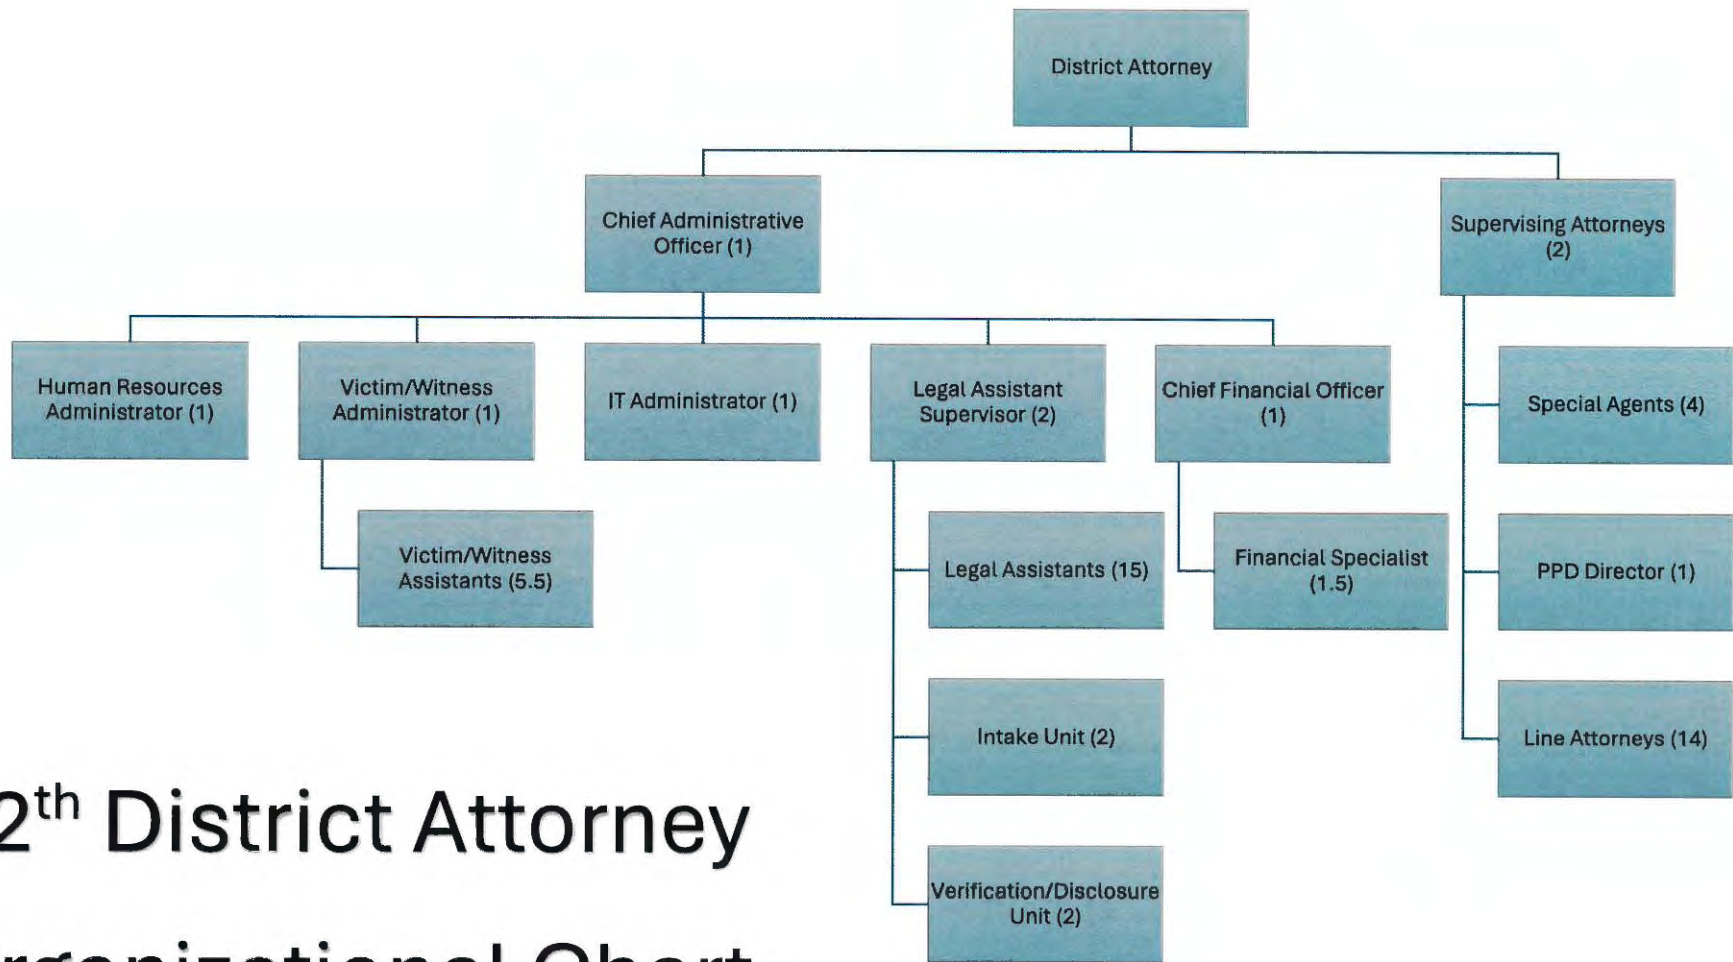 District Attorney
Chief Administrative
Officer (1)
Supervising Attorneys
(2)
Human Resources
Administrator (1)
Victim/Witness
Administrator (1)
IT Administrator (1)
Legal Assistant
Supervisor (2)
Chief Financial Officer
(1)
Special Agents (4)
Victim/Witness
Assistants (5.5)
Legal Assistants (15)
Financial Specialist
(1.5)
PPD Director (1)
Intake Unit (2)
Line Attorneys (14)
Verification/Disclosure
Unit (2)
2th District Attorney
rganizational Chart